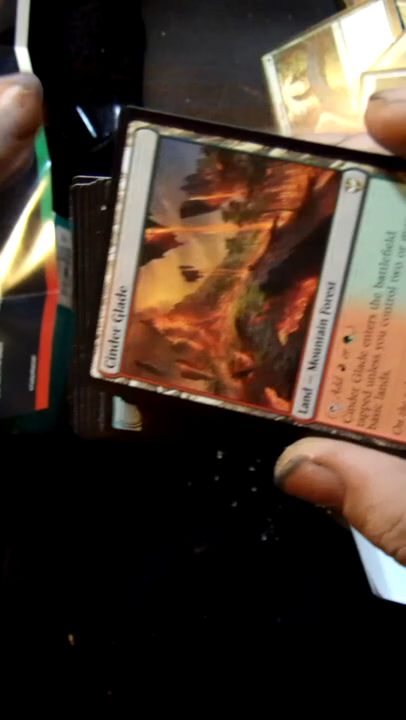 Cinder Glade
Land — Mountain Forest
Add or
Cinder Glade enters the battlefield
tapped unless you control two or
basic lands.